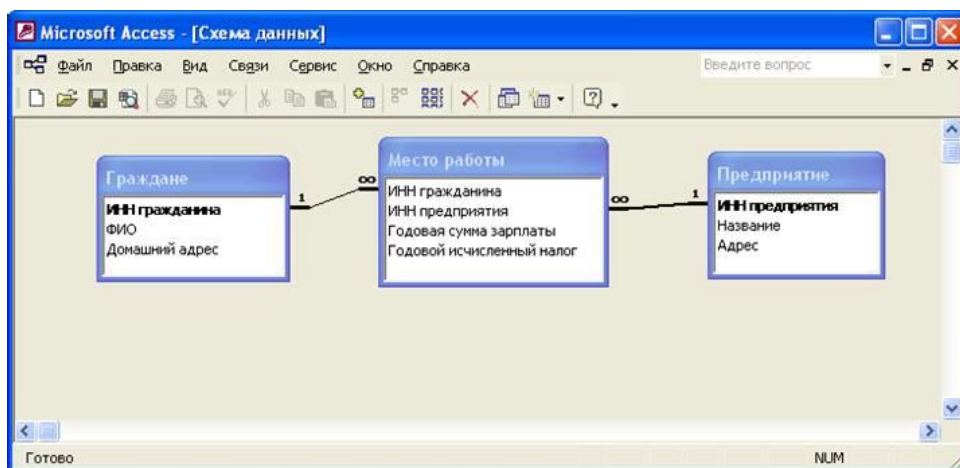 Microsoft Access - [Схема данных]
Файл Правка Вид Связи Сервис Окно Справка
Введите вопрос
Граждане
ИНН гражданина
ФИО
Домашний адрес
1
∞
Место работы
ИНН гражданина
ИНН предприятия
Годовая сумма зарплаты
Годовой исчисленный налог
∞
1
Предприятие
ИНН предприятия
Название
Адрес
Готово
NUM